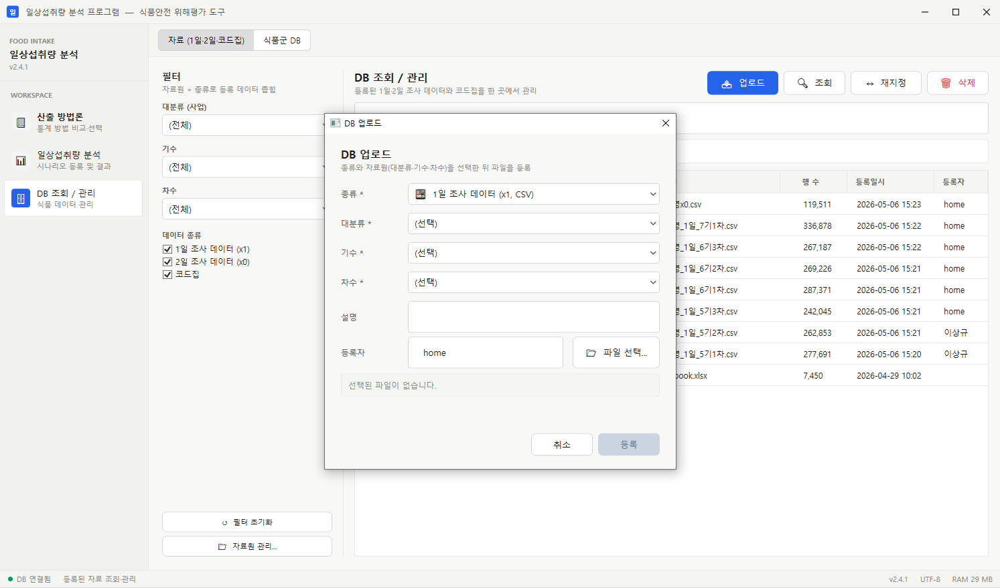 일 일상섭취량 분석 프로그램 — 식품안전 위해평가 도구
FOOD INTAKE
일상섭취량 분석
v2.4.1
WORKSPACE
산출 방법론
통계 방법 비교·선택
일상섭취량 분석
시나리오 등록 및 결과
DB 조회 / 관리
식품 데이터 관리
자료 (1일·2일·코드집) 식품군 DB
필터
자료원 + 종류로 등록 데이터 좁힘
대분류 (사업)
(전체)
기수
(전체)
차수
(전체)
데이터 종류
1일 조사 데이터 (x1)
2일 조사 데이터 (x0)
코드집
필터 초기화
자료원 관리...
DB 조회 / 관리
등록된 1일·2일 조사 데이터와 코드집을 한 곳에서 관리
업로드 조회 재지정 삭제
행 수 등록일시 등록자
x0.csv 119,511 2026-05-06 15:23 home
_1일_7기1차.csv 336,878 2026-05-06 15:22 home
_1일_6기3차.csv 267,187 2026-05-06 15:22 home
_1일_6기2차.csv 269,226 2026-05-06 15:21 home
_1일_6기1차.csv 287,371 2026-05-06 15:21 home
_1일_5기3차.csv 242,045 2026-05-06 15:21 home
_1일_5기2차.csv 262,853 2026-05-06 15:21 이상규
_1일_5기1차.csv 277,691 2026-05-06 15:20 이상규
ook.xlsx 7,450 2026-04-29 10:02
DB 업로드
DB 업로드
종류와 자료원(대분류·기수·차수)을 선택한 뒤 파일을 등록
종류 * 1일 조사 데이터 (x1, CSV)
대분류 * (선택)
기수 * (선택)
차수 * (선택)
설명
등록자 home 파일 선택...
선택된 파일이 없습니다.
취소 등록
DB 연결됨 등록된 자료 조회·관리 v2.4.1 UTF-8 RAM 29 MB